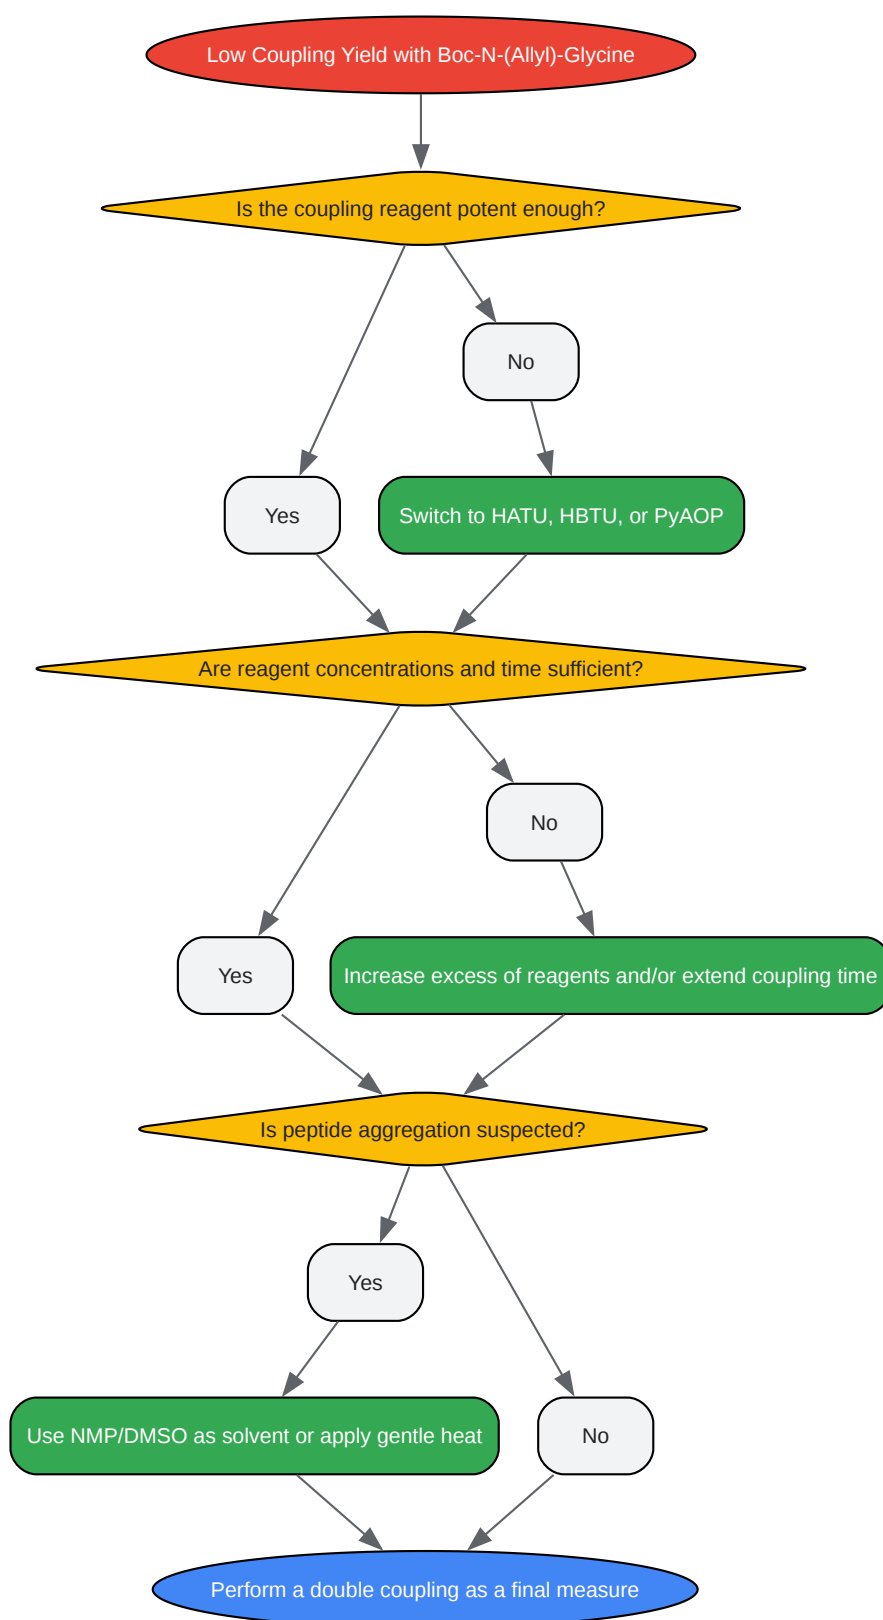 Low Coupling Yield with Boc-N-(Allyl)-Glycine
Is the coupling reagent potent enough?
No
Yes
Switch to HATU, HBTU, or PyAOP
Are reagent concentrations and time sufficient?
No
Yes
Increase excess of reagents and/or extend coupling time
Is peptide aggregation suspected?
Yes
Use NMP/DMSO as solvent or apply gentle heat
No
Perform a double coupling as a final measure